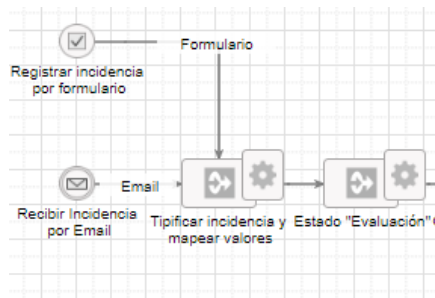 Formulario
Registrar incidencia
por formulario
Email
Recibir Incidencia
por Email
Tipificar incidencia y
mapear valores
Estado "Evaluación"